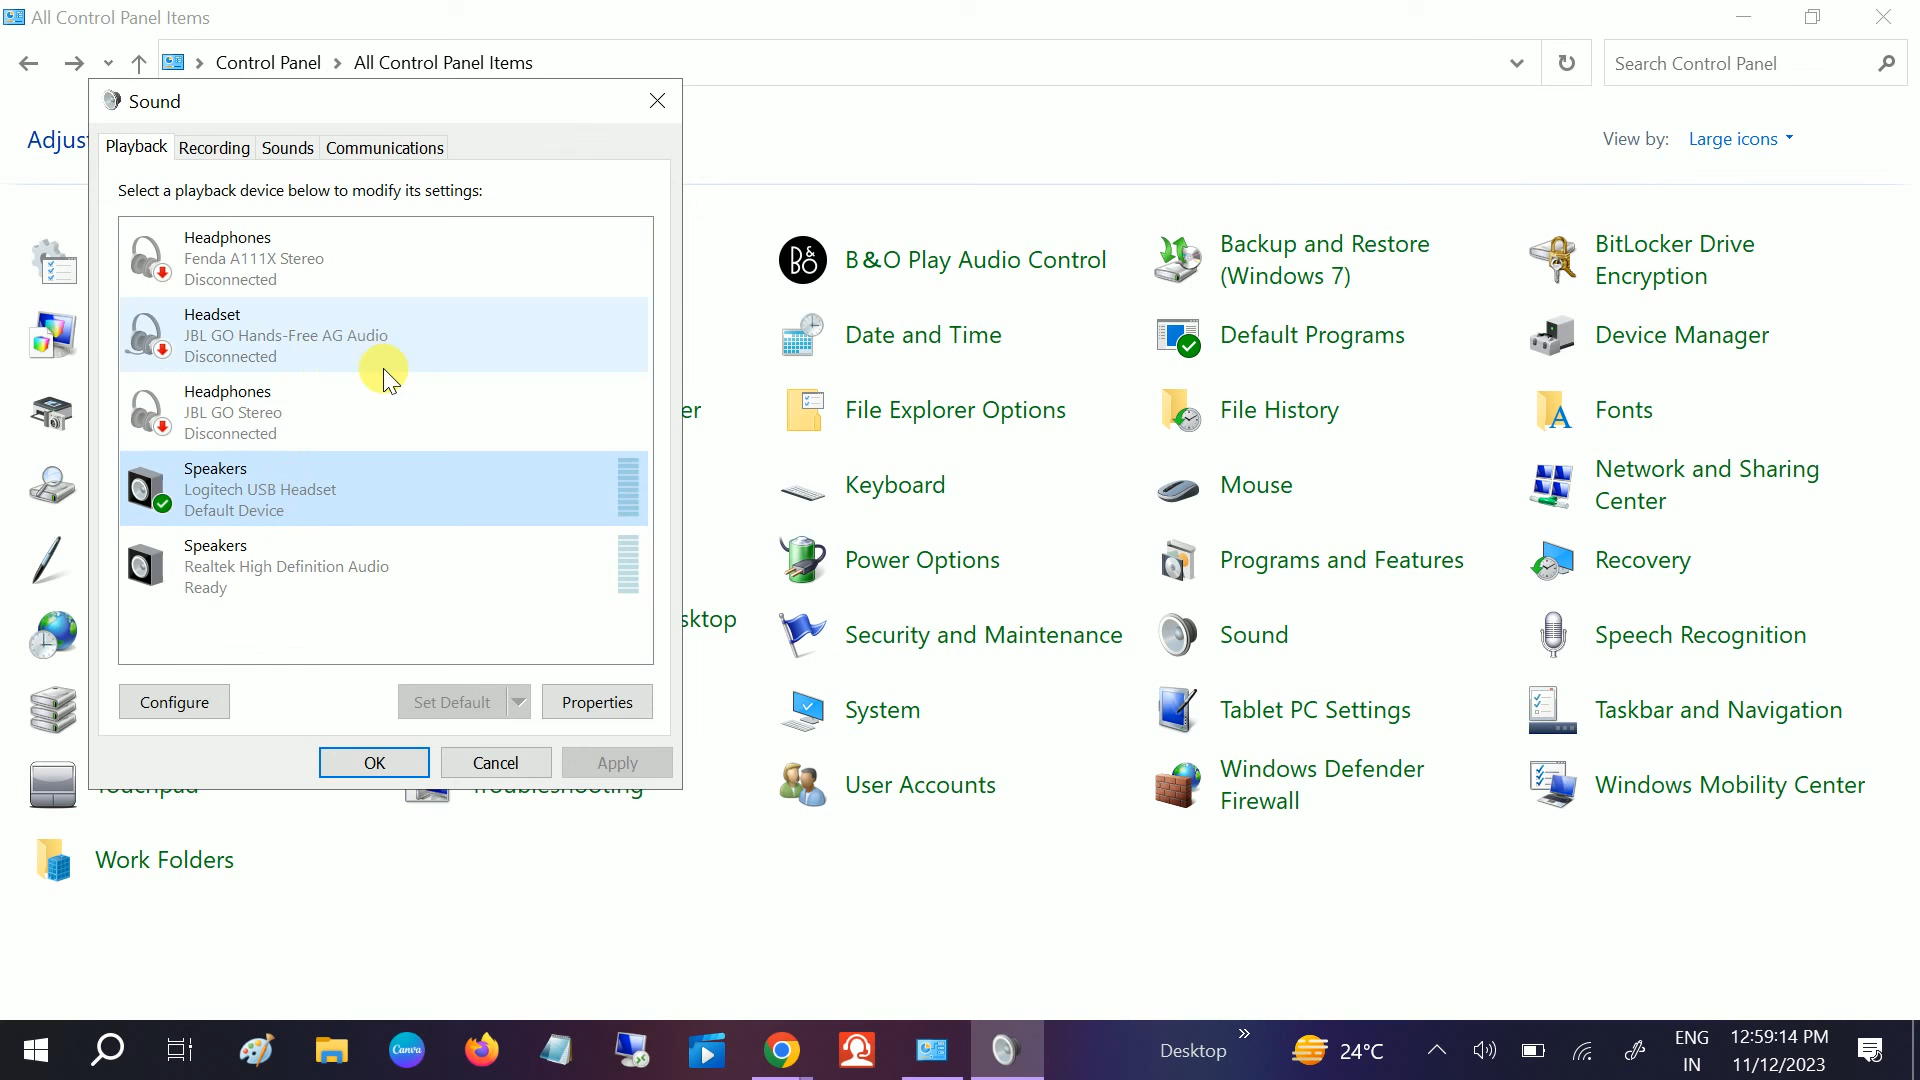 All Control Panel Items
Control Panel
All Control Panel Items
Search Control Panel
Sound
Playback
Recording
Sounds
Communications
Select a playback device below to modify its settings:
Headphones
Fenda A111X Stereo
Disconnected
Headset
JBL GO Hands-Free AG Audio
Disconnected
Headphones
JBL GO Stereo
Disconnected
Speakers
Logitech USB Headset
Default Device
Speakers
Realtek High Definition Audio
Ready
Configure
Set Default
Properties
OK
Cancel
Apply
View by:
Large icons
B&O Play Audio Control
Backup and Restore
(Windows 7)
BitLocker Drive
Encryption
Date and Time
Default Programs
Device Manager
File Explorer Options
File History
Fonts
Keyboard
Mouse
Network and Sharing
Center
Power Options
Programs and Features
Recovery
Security and Maintenance
Sound
Speech Recognition
System
Tablet PC Settings
Taskbar and Navigation
User Accounts
Windows Defender
Firewall
Windows Mobility Center
Work Folders
Canva
Desktop
24°C
ENG
IN
12:59:14 PM
11/12/2023